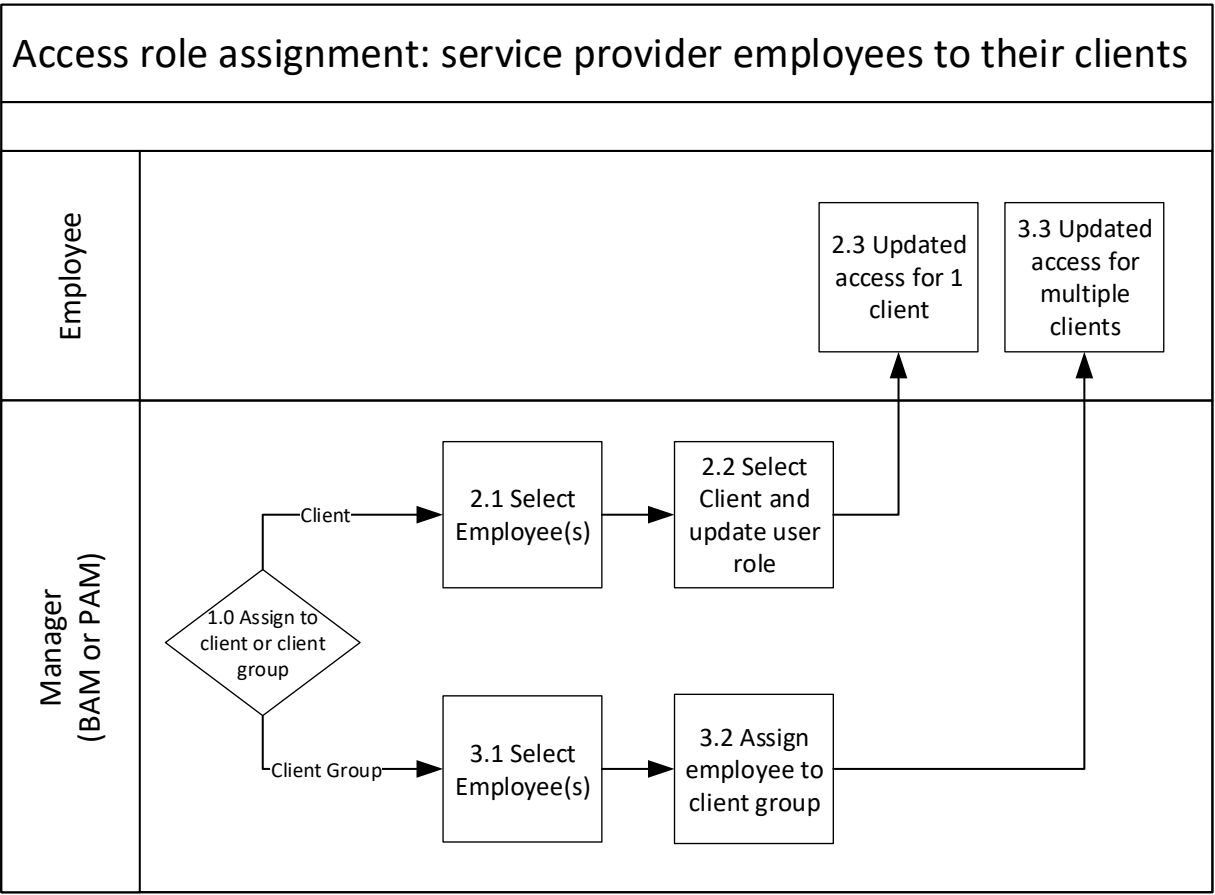 Access role assignment: service provider employees to their clients
Employee
2.3 Updated
access for 1
client
3.3 Updated
access for
multiple
clients
Manager
(BAM or PAM)
1.0 Assign to
client or client
group
Client
2.1 Select
Employee(s)
2.2 Select
Client and
update user
role
Client Group
3.1 Select
Employee(s)
3.2 Assign
employee to
client group